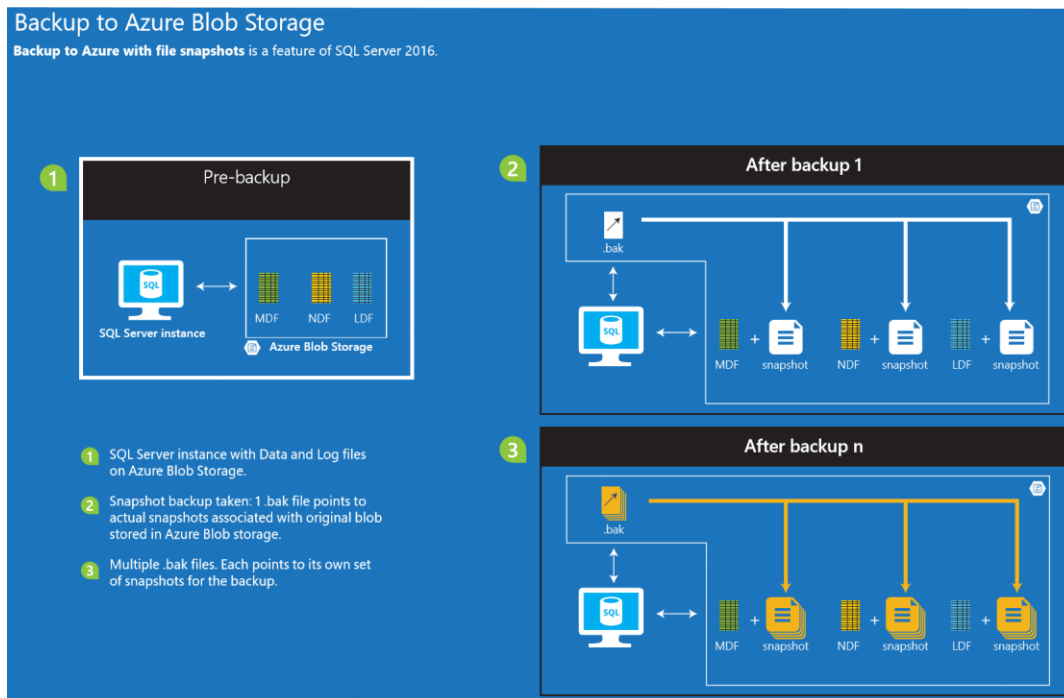 Backup to Azure Blob Storage
Backup to Azure with file snapshots is a feature of SQL Server 2016.
1
Pre-backup
SQL
SQL Server instance
MDF
NDF
LDF
Azure Blob Storage
1
SQL Server instance with Data and Log files
on Azure Blob Storage.
2
Snapshot backup taken: 1 .bak file points to
actual snapshots associated with original blob
stored in Azure Blob storage.
3
Multiple .bak files. Each points to its own set
of snapshots for the backup.
2
After backup 1
.bak
SQL
MDF
+
snapshot
NDF
+
snapshot
LDF
+
snapshot
3
After backup n
.bak
SQL
MDF
+
snapshot
NDF
+
snapshot
LDF
+
snapshot